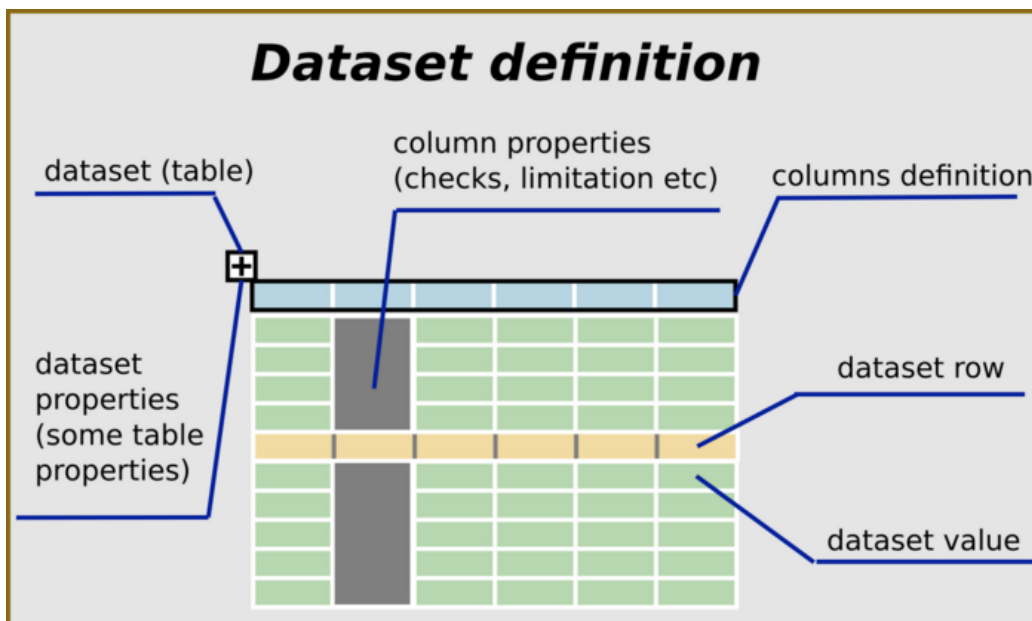 Dataset definition
dataset (table)
column properties
(checks, limitation etc)
columns definition
dataset
properties
(some table
properties)
dataset row
dataset value